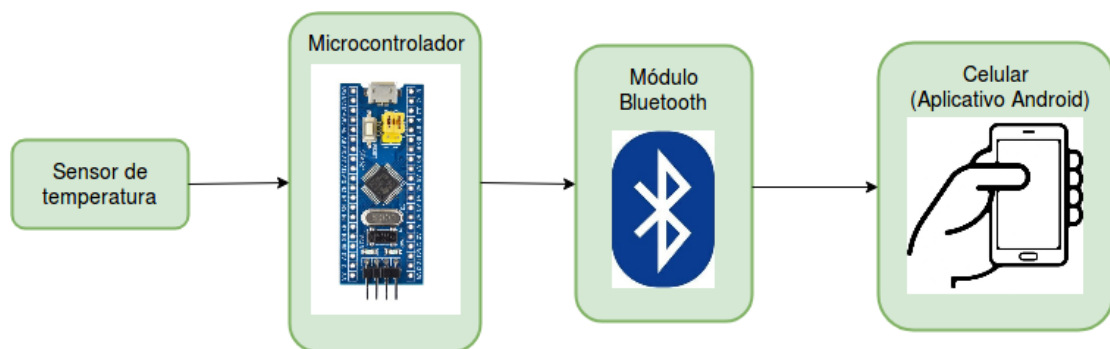 Sensor de
temperatura
Microcontrolador
Módulo
Bluetooth
Celular
(Aplicativo Android)